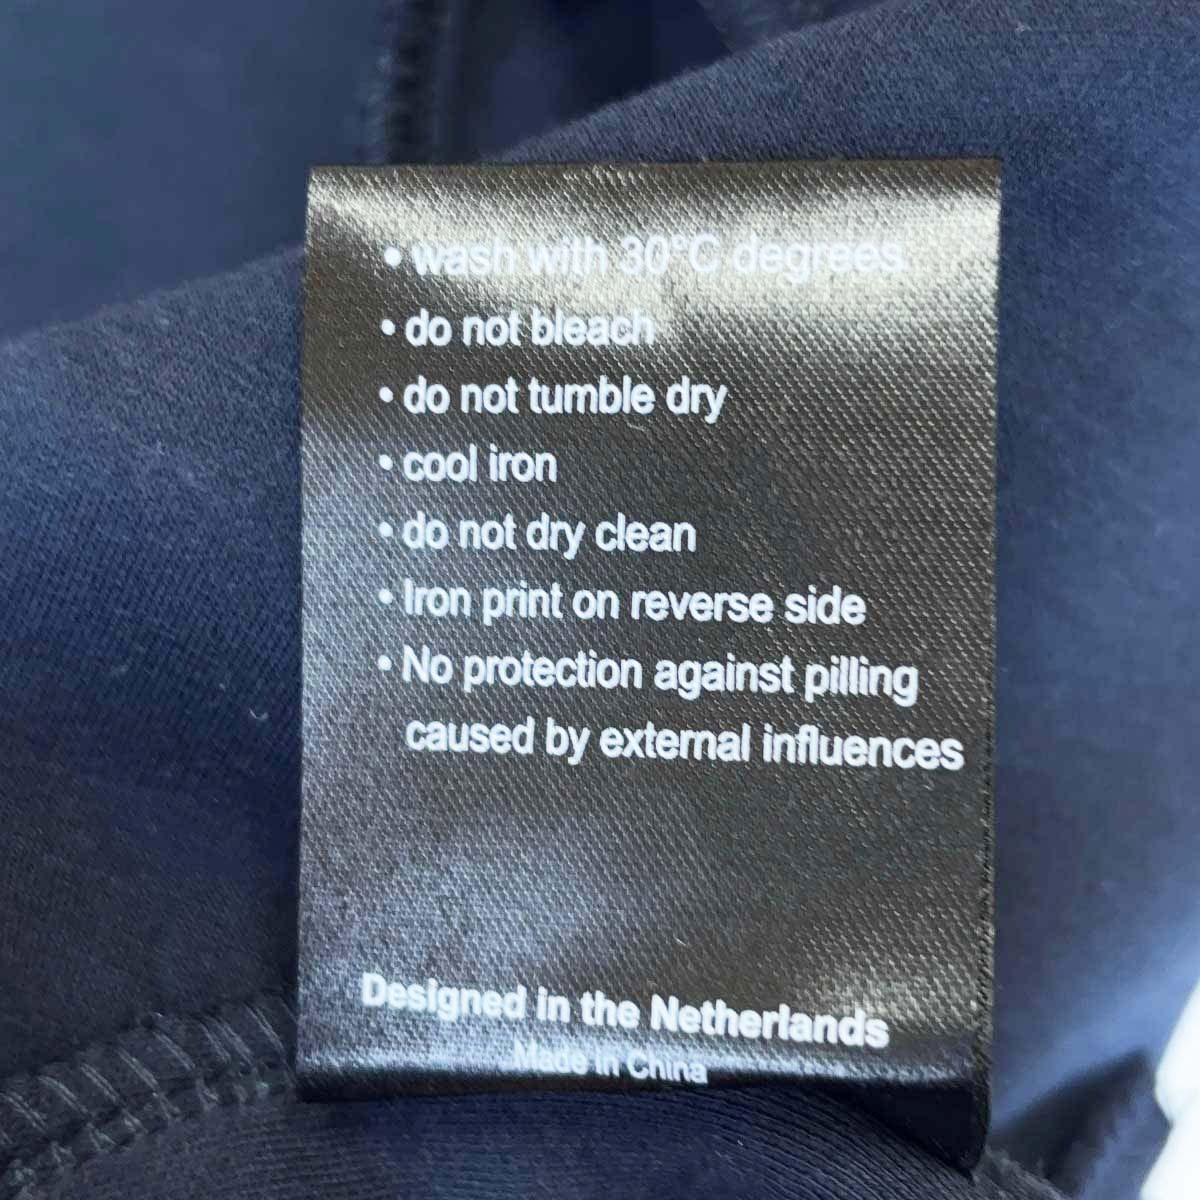 • wash with 30°C degrees.
• do not bleach
• do not tumble dry
• cool iron
• do not dry clean
• Iron print on reverse side
• No protection against pilling
caused by external influences
Designed in the Netherlands
Made in China